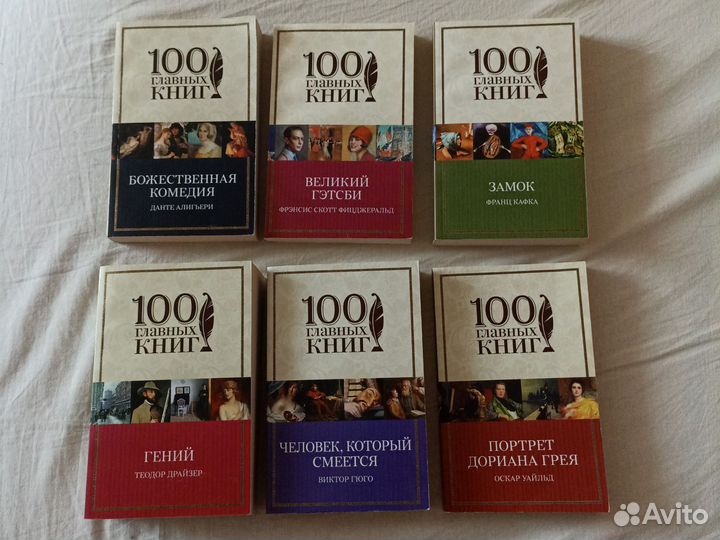 100
главных
КНИГ
БОЖЕСТВЕННАЯ
КОМЕДИЯ
ДАНТЕ АЛИГЬЕРИ
100
главных
КНИГ
ВЕЛИКИЙ
ГЭТСБИ
ФРЭНСИС СКОТТ ФИЦДЖЕРАЛЬД
100
главных
КНИГ
ЗАМОК
ФРАНЦ КАФКА
100
главных
КНИГ
ГЕНИЙ
ТЕОДОР ДРАЙЗЕР
100
главных
КНИГ
ЧЕЛОВЕК, КОТОРЫЙ
СМЕЕТСЯ
ВИКТОР ГЮГО
100
главных
КНИГ
ПОРТРЕТ
ДОРИАНА ГРЕЯ
ОСКАР УАЙЛЬД
Avito